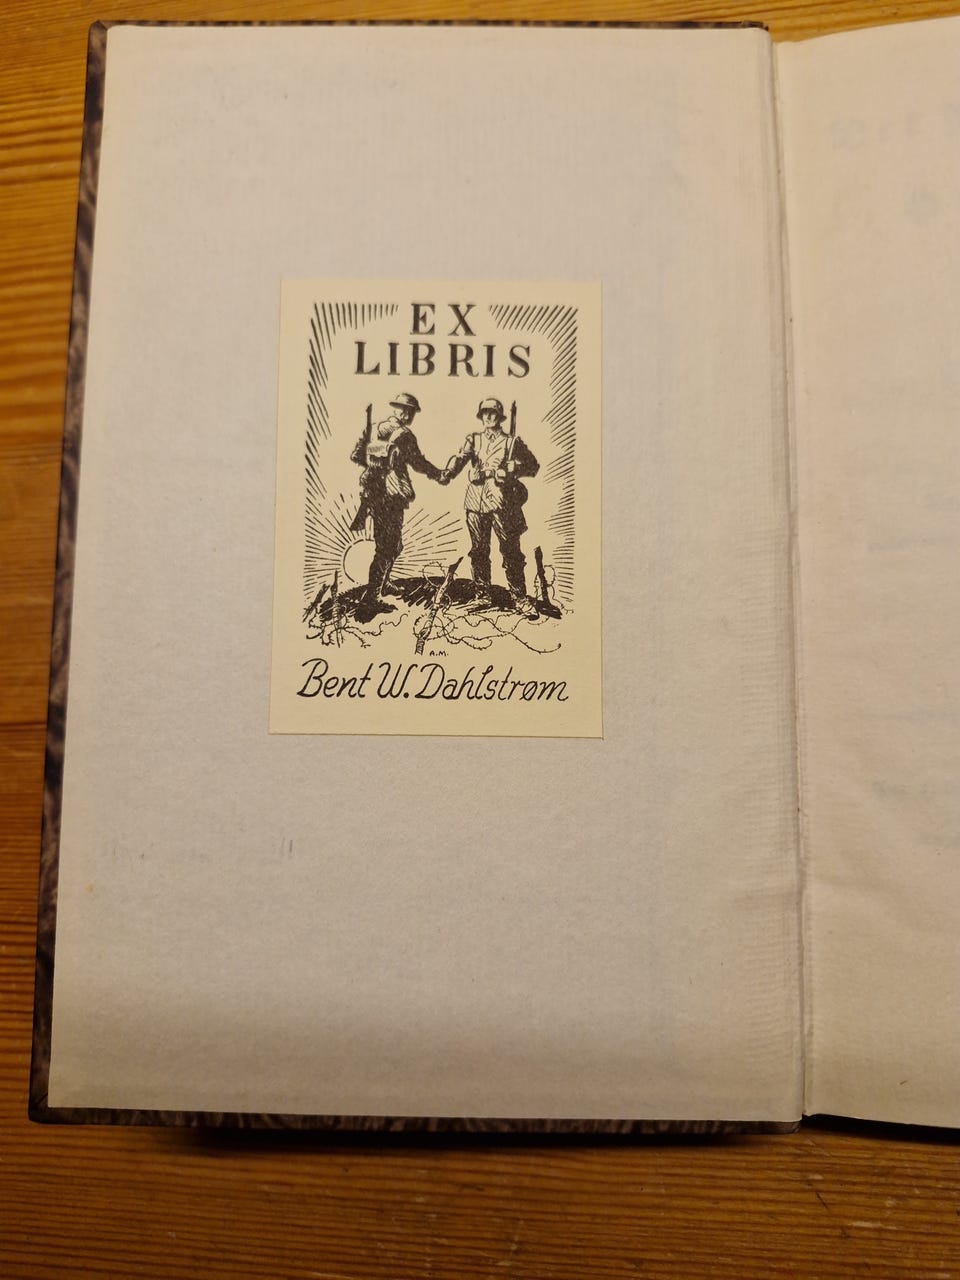 EX
LIBRIS
A.M.
Bent W. Dahlstrøm